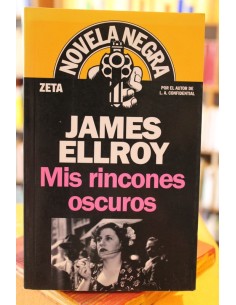 NOVELA NEGRA
ZETA
POR EL AUTOR DE
L. A. CONFIDENTIAL
JAMES
ELLROY
Mis rincones
oscuros